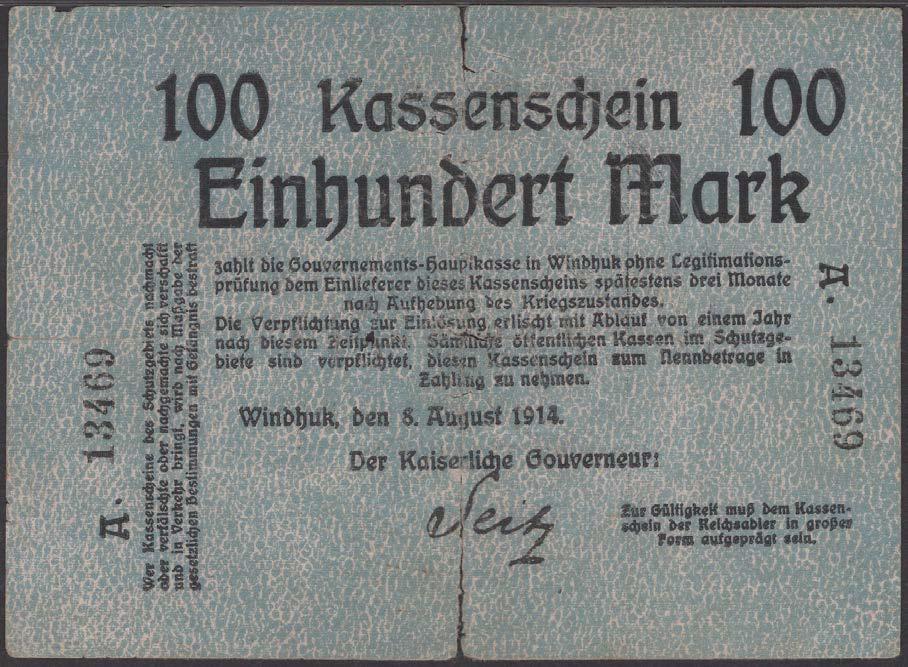 100 Kassenschein 100
Einhundert Mark
zahlt die Gouvernements-Hauptkasse in Windhuk ohne Legitimations-
prüfung dem Einlieferer dieses Kassenscheins spätestens drei Monate
nach Aufhebung des Kriegszustandes.
Die Verpflichtung zur Einlösung erlischt mit Ablauf von einem Jahr
nach diesem Zeitpunkt. Sämtliche öffentlichen Kassen im Schutzge-
biete sind verpflichtet, diesen Kassenschein zum Nennbetrage in
Zahlung zu nehmen.
Windhuk, den 8. August 1914.
Der Kaiserliche Gouverneur:
Seitz
Zur Gültigkeit muß dem Kassen-
schein der Reichsadler in großer
Form aufgeprägt sein.
Wer Kassenscheine des Schutzgebiets nachmacht
oder verfälscht oder nachgemachte sich verschafft
und in Verkehr bringt, wird nach Maßgabe der
gesetzlichen Bestimmungen mit Gefängnis bestraft
A. 13469
A. 13469